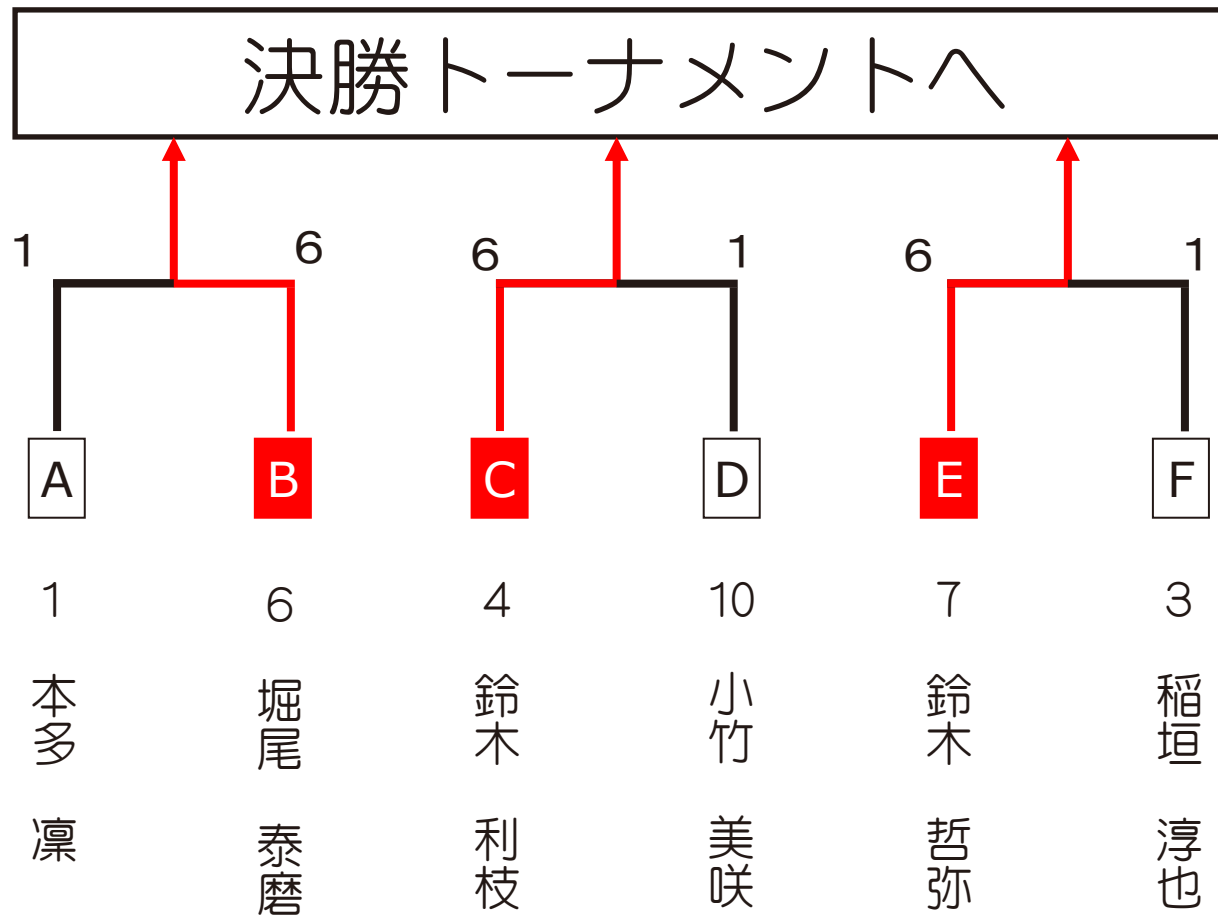 決勝トーナメントへ
1 6 6 1 6 1
A B C D E F
1 6 4 10 7 3
本多 凜
堀尾 泰磨
鈴木 利枝
小竹 美咲
鈴木 哲弥
稲垣 淳也